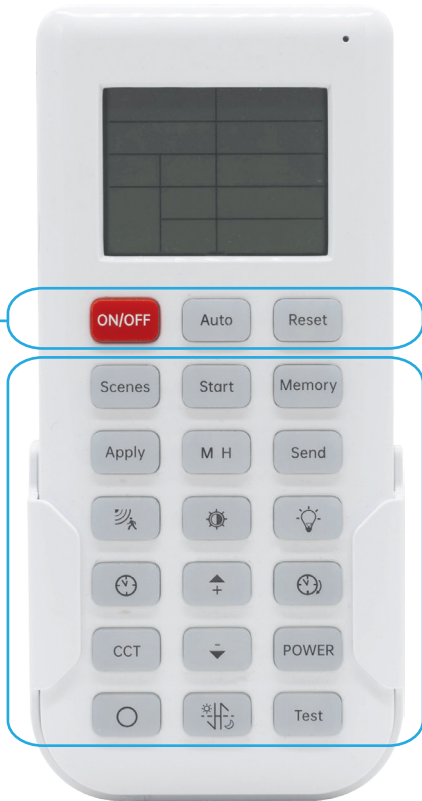 ON/OFF Auto Reset
Scenes Start Memory
Apply M H Send
+
CCT - POWER
Test